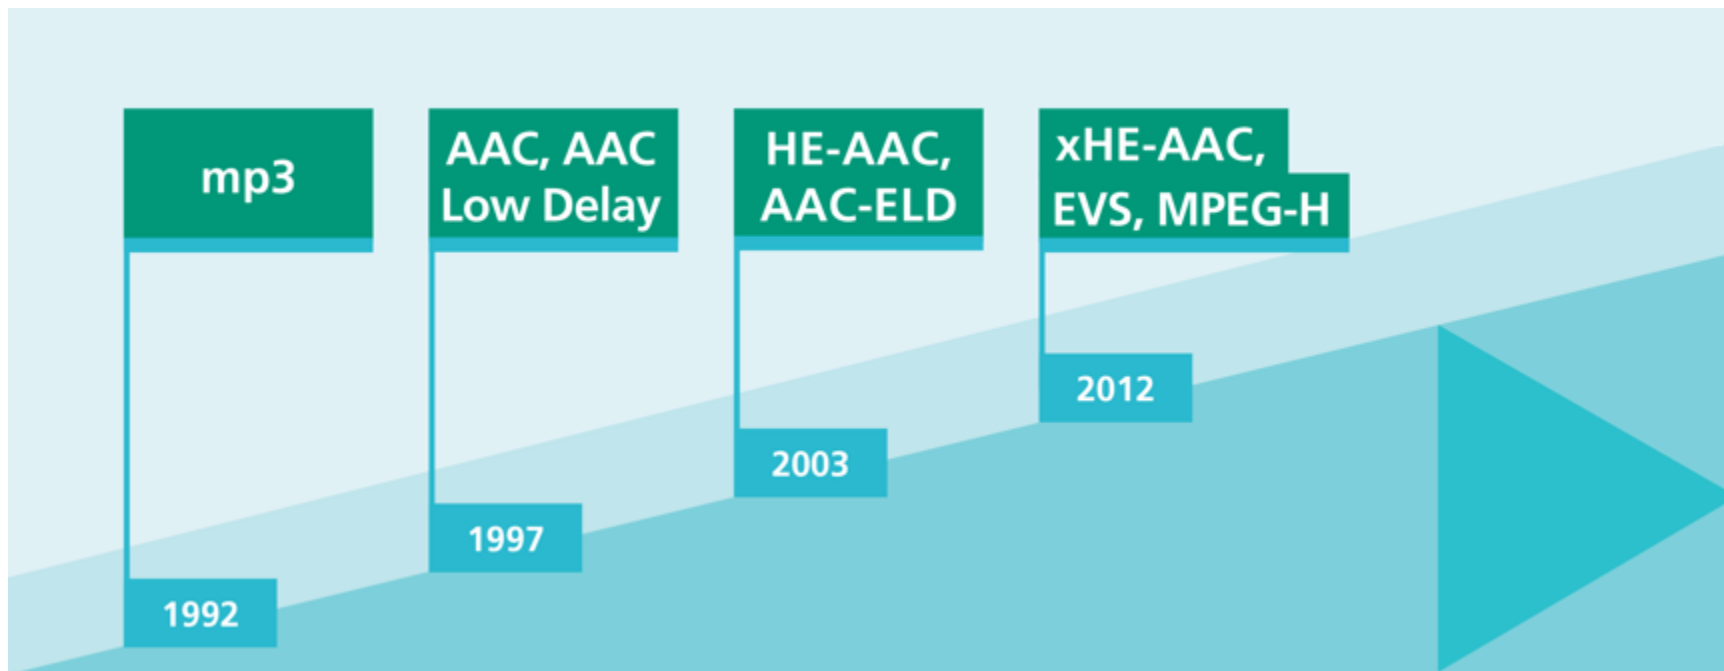 mp3
AAC, AAC
Low Delay
HE-AAC,
AAC-ELD
xHE-AAC,
EVS, MPEG-H
1992
1997
2003
2012